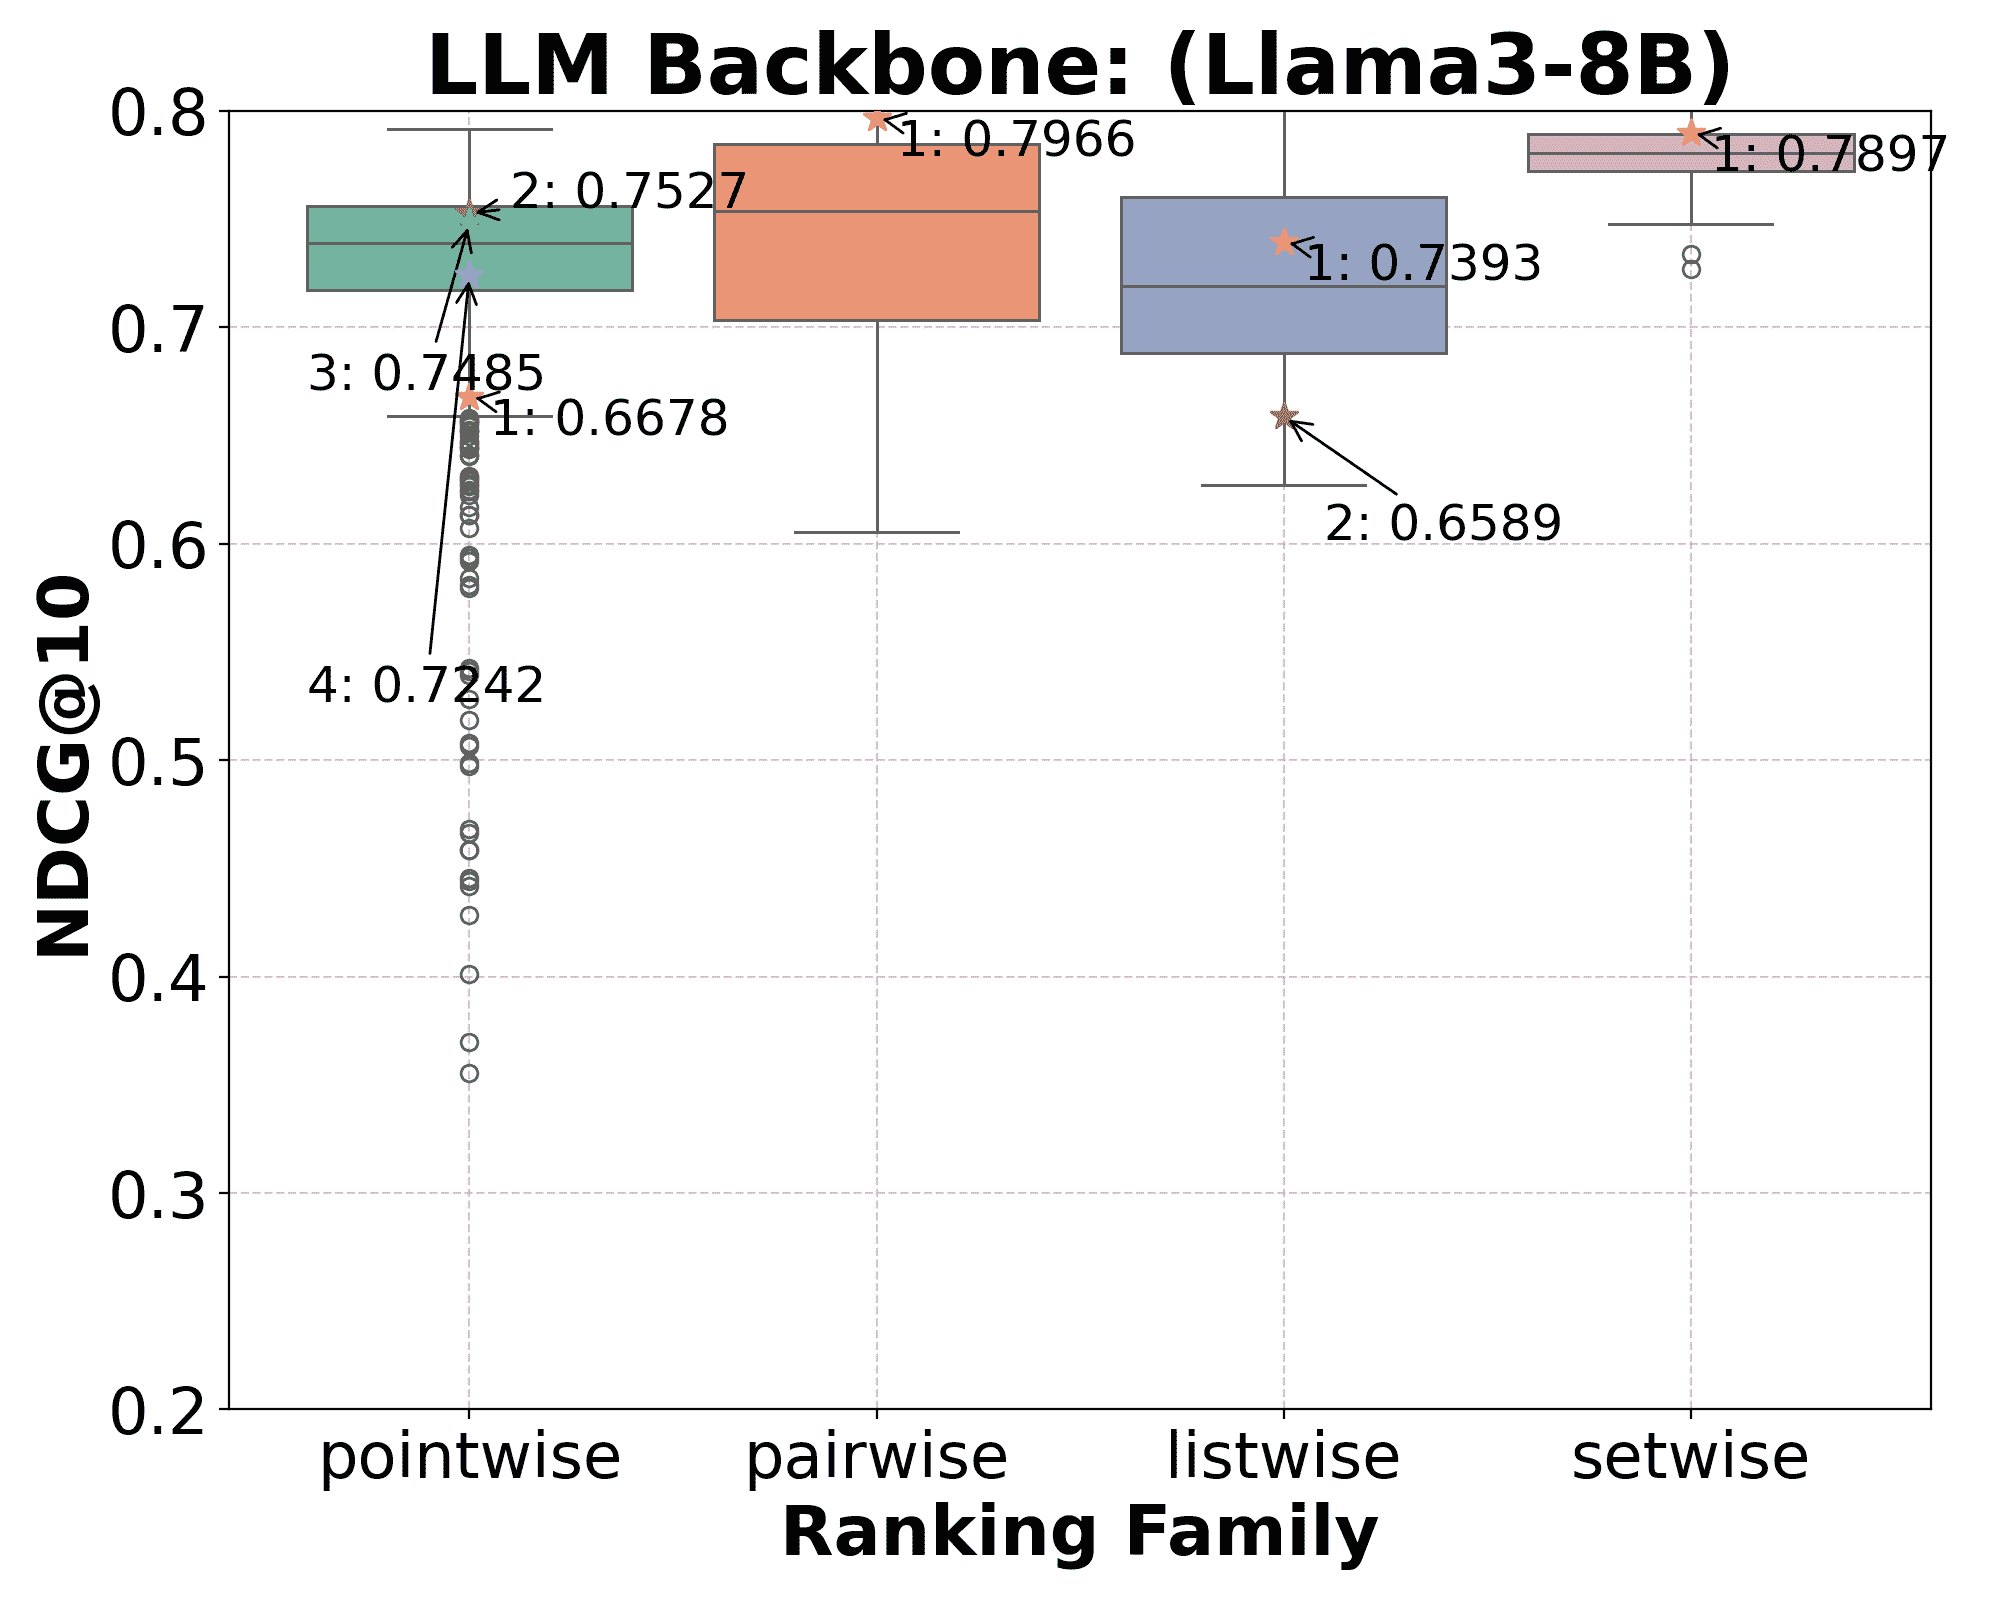 LLM Backbone: (Llama3-8B)
0.8
0.7
0.6
0.5
0.4
0.3
0.2
NDCG@10
1: 0.7966
1: 0.7897
2: 0.7527
1: 0.7393
3: 0.7485
1: 0.6678
2: 0.6589
4: 0.7242
pointwise
pairwise
listwise
setwise
Ranking Family